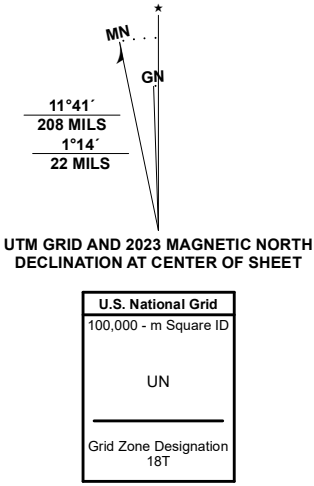 ★
MN
GN
11°41´
208 MILS
1°14´
22 MILS
UTM GRID AND 2023 MAGNETIC NORTH
DECLINATION AT CENTER OF SHEET
U.S. National Grid
100,000 - m Square ID
UN
Grid Zone Designation
18T